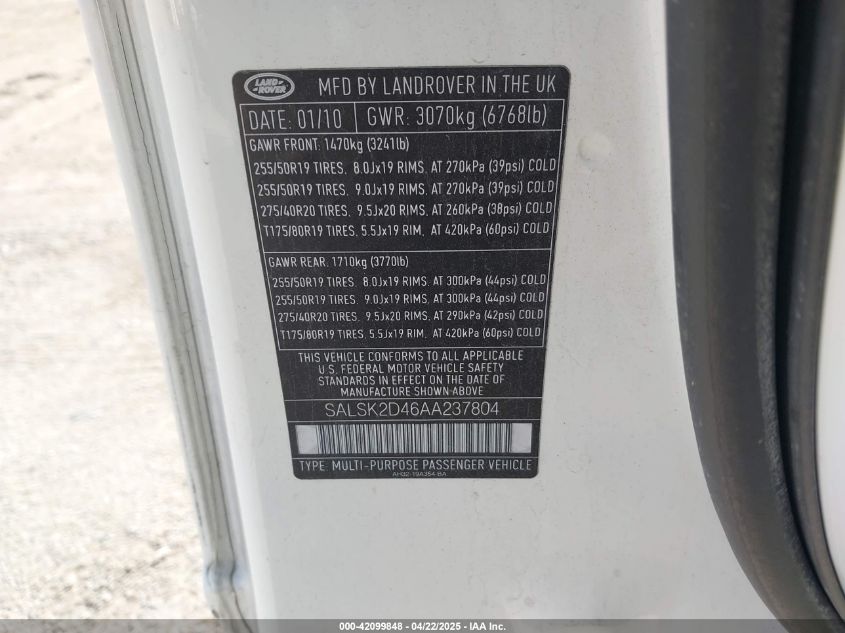 LAND ROVER
MFD BY LANDROVER IN THE UK
DATE: 01/10 GWR: 3070kg (6768lb)
GAWR FRONT: 1470kg (3241lb)
255/50R19 TIRES, 8.0Jx19 RIMS, AT 270kPa (39psi) COLD
255/50R19 TIRES, 9.0Jx19 RIMS, AT 270kPa (39psi) COLD
275/40R20 TIRES, 9.5Jx20 RIMS, AT 260kPa (38psi) COLD
T175/80R19 TIRES, 5.5Jx19 RIM, AT 420kPa (60psi) COLD
GAWR REAR: 1710kg (3770lb)
255/50R19 TIRES, 8.0Jx19 RIMS, AT 300kPa (44psi) COLD
255/50R19 TIRES, 9.0Jx19 RIMS, AT 300kPa (44psi) COLD
275/40R20 TIRES, 9.5Jx20 RIMS, AT 290kPa (42psi) COLD
T175/80R19 TIRES, 5.5Jx19 RIM, AT 420kPa (60psi) COLD
THIS VEHICLE CONFORMS TO ALL APPLICABLE
U.S. FEDERAL MOTOR VEHICLE SAFETY
STANDARDS IN EFFECT ON THE DATE OF
MANUFACTURE SHOWN ABOVE
SALSK2D46AA237804
TYPE: MULTI-PURPOSE PASSENGER VEHICLE
AH32-19A354-BA
000-42099848 - 04/22/2025 - IAA Inc.